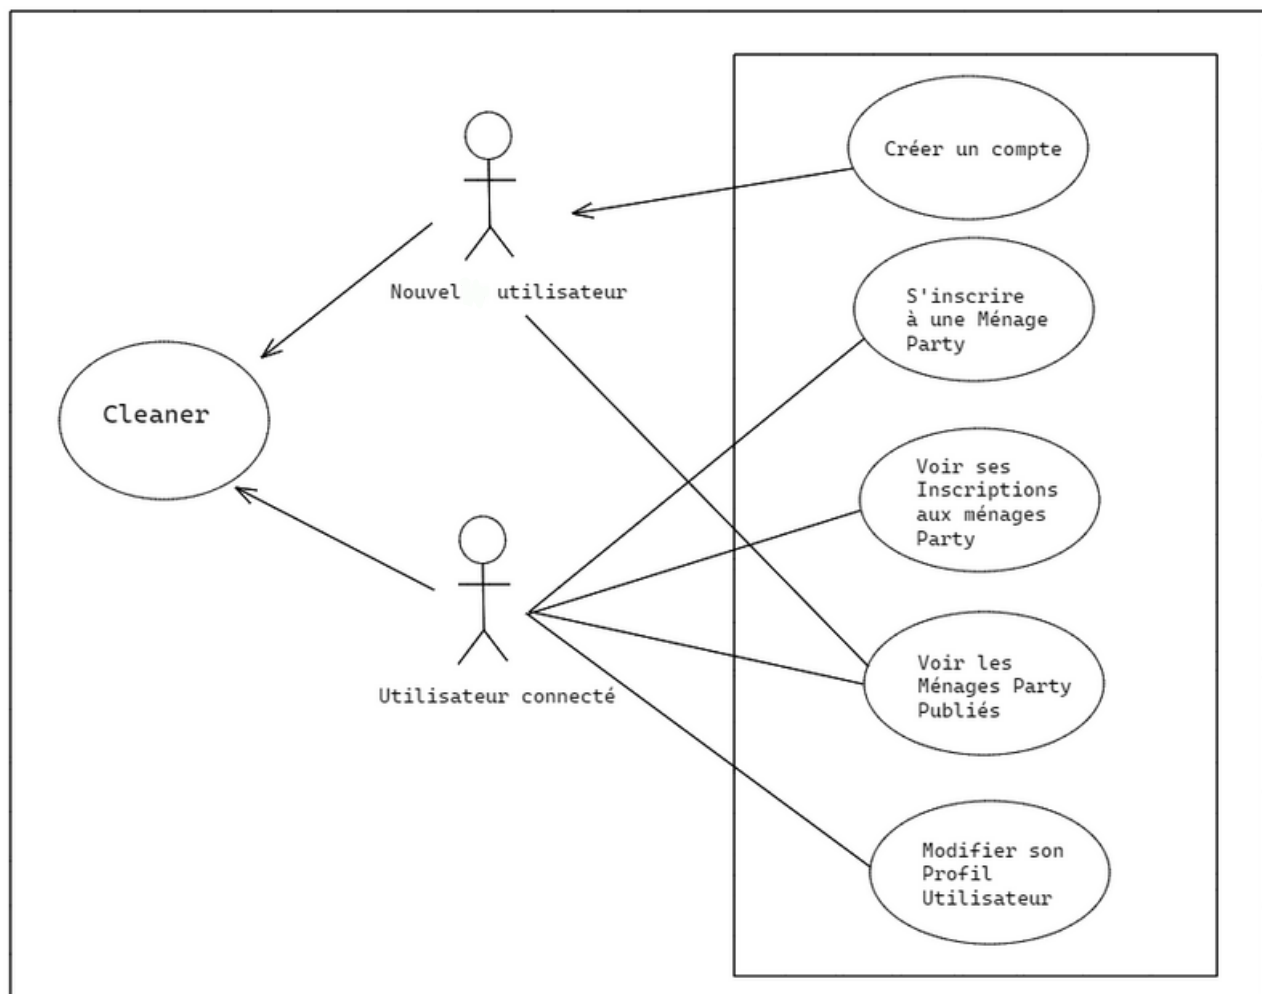 Créer un compte
Nouvel utilisateur
S'inscrire
à une Ménage
Party
Cleaner
Voir ses
Inscriptions
aux ménages
Party
Utilisateur connecté
Voir les
Ménages Party
Publiés
Modifier son
Profil
Utilisateur